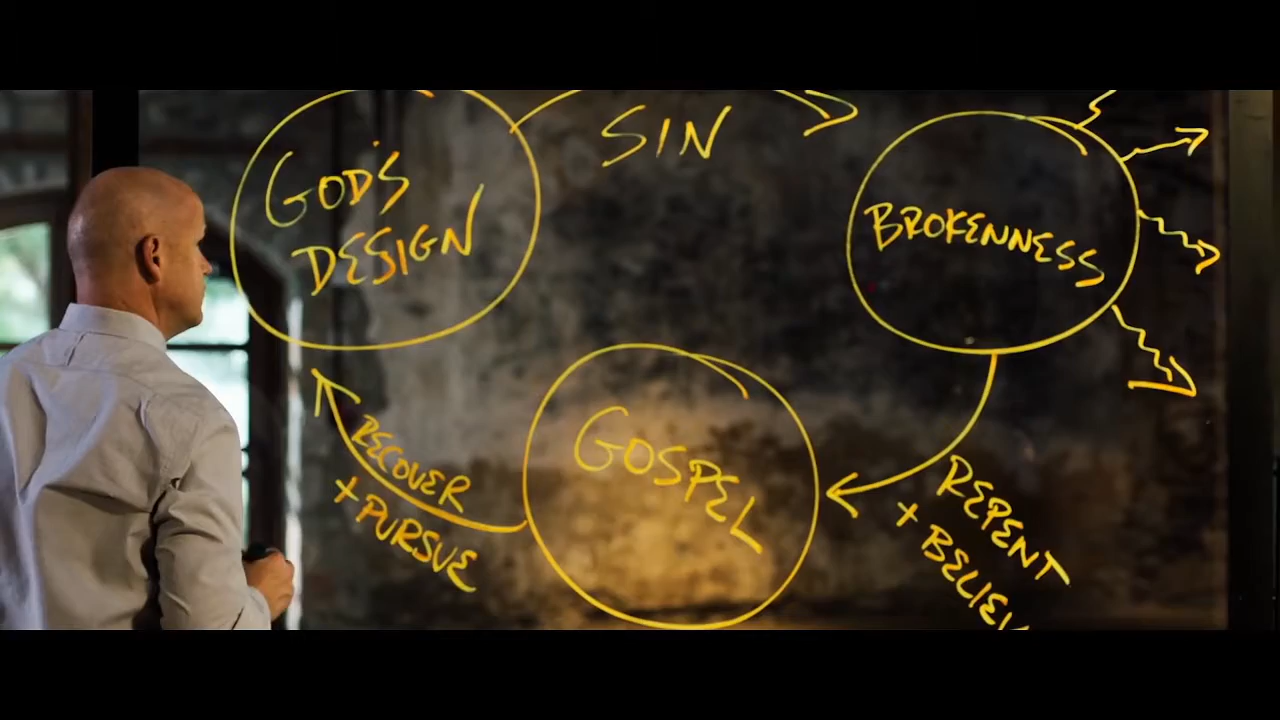 GOD'S
DESIGN
SIN
BROKENNESS
GOSPEL
RECOVER
+ PURSUE
REPENT
+ BELIEV